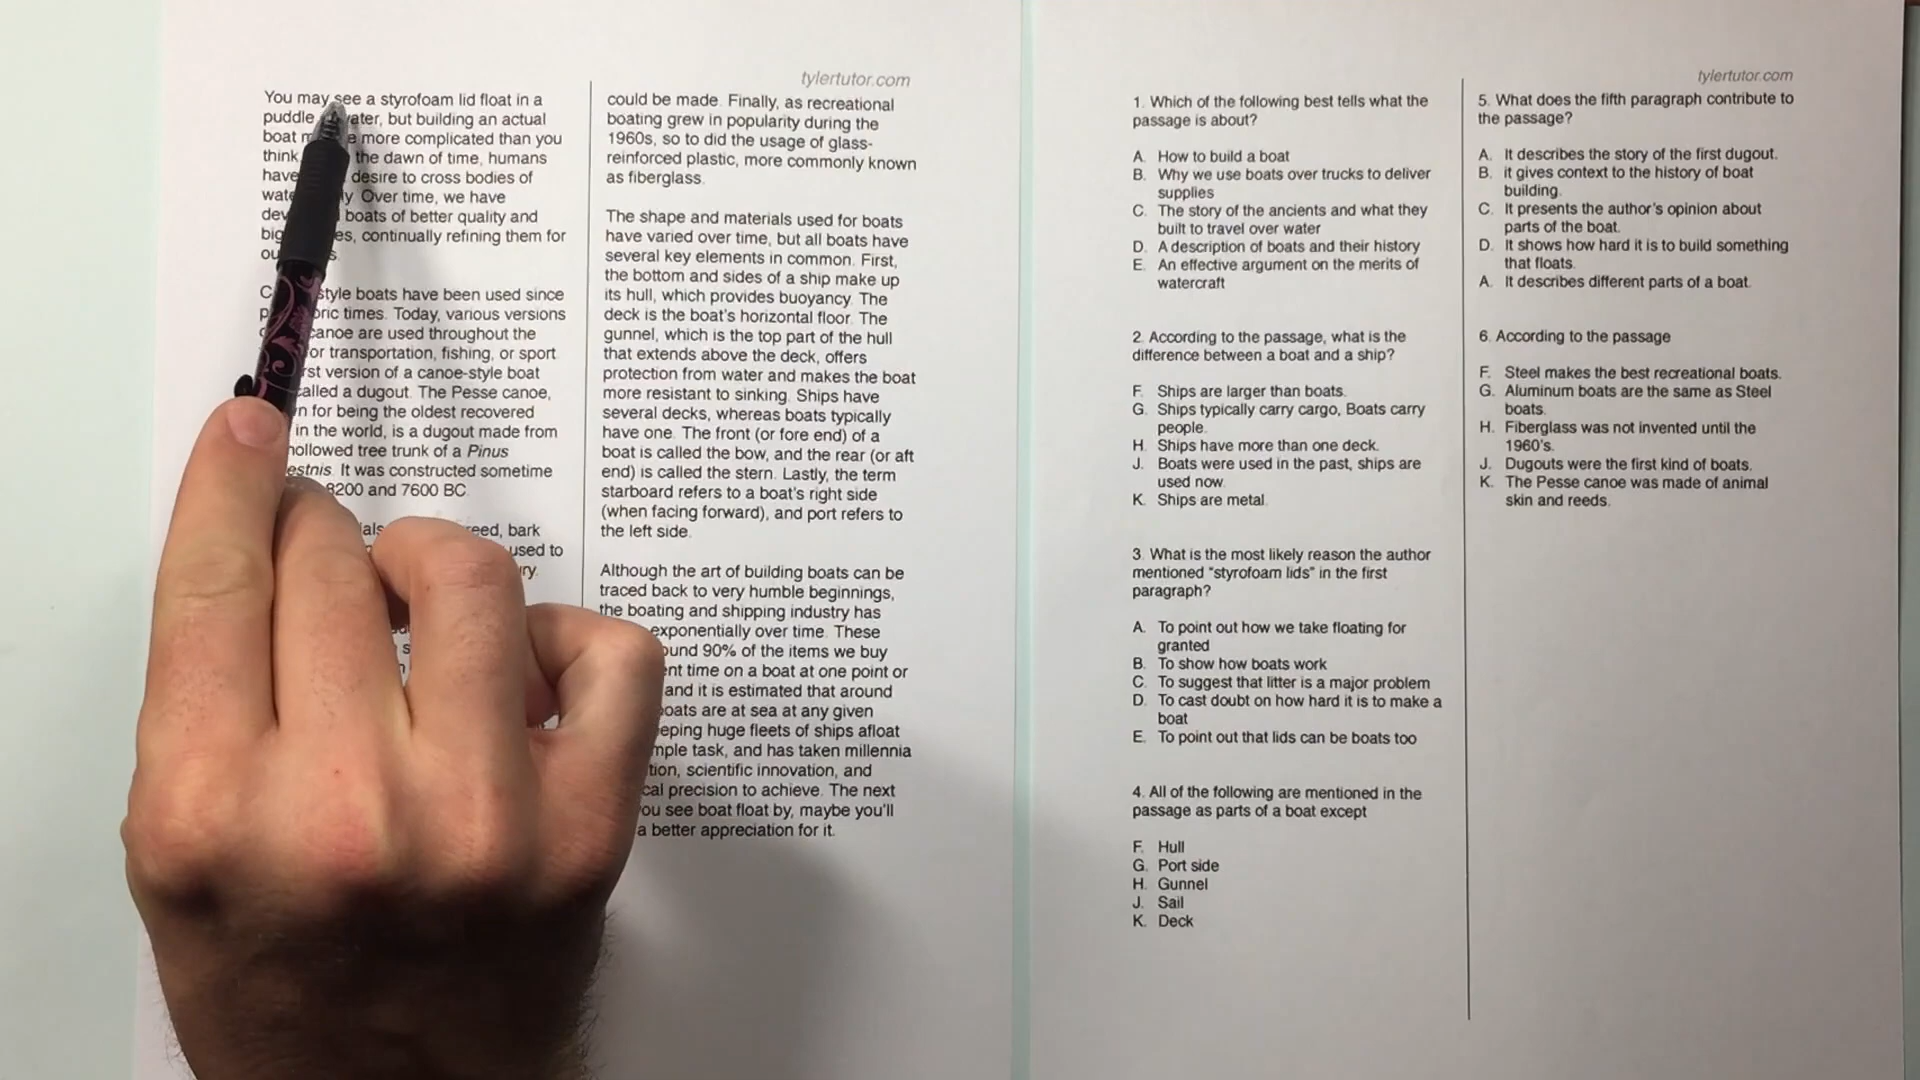 tylertutor.com
You may see a styrofoam lid float in a
puddle ater, but building an actual
boat more complicated than you
think the dawn of time, humans
have desire to cross bodies of
Over time, we have
boats of better quality and
continually refining them for
style boats have been used since
Today, various versions
canoe are used throughout the
or transportation, fishing, or sport
version of a canoe-style boat
called a dugout. The Pesse canoe,
for being the oldest recovered
in the world, is a dugout made from
hollowed tree trunk of a Pinus
It was constructed sometime
8200 and 7600 BC.
bark
used to
could be made. Finally, as recreational
boating grew in popularity during the
1960s, so to did the usage of glass-
reinforced plastic, more commonly known
as fiberglass.
The shape and materials used for boats
have varied over time, but all boats have
several key elements in common. First,
the bottom and sides of a ship make up
its hull, which provides buoyancy. The
deck is the boat's horizontal floor. The
gunnel, which is the top part of the hull
that extends above the deck, offers
protection from water and makes the boat
more resistant to sinking. Ships have
several decks, whereas boats typically
have one. The front (or fore end) of a
boat is called the bow, and the rear (or aft
end) is called the stern. Lastly, the term
starboard refers to a boat's right side
(when facing forward), and port refers to
the left side.
Although the art of building boats can be
traced back to very humble beginnings,
the boating and shipping industry has
exponentially over time. These
90% of the items we buy
time on a boat at one point or
and it is estimated that around
boats are at sea at any given
huge fleets of ships afloat
task, and has taken millennia
scientific innovation, and
precision to achieve. The next
you see boat float by, maybe you'll
a better appreciation for it.
tylertutor.com
1. Which of the following best tells what the
passage is about?
A. How to build a boat
B. Why we use boats over trucks to deliver
supplies
C. The story of the ancients and what they
built to travel over water
D. A description of boats and their history
E. An effective argument on the merits of
watercraft
2. According to the passage, what is the
difference between a boat and a ship?
F. Ships are larger than boats.
G. Ships typically carry cargo, Boats carry
people.
H. Ships have more than one deck.
J. Boats were used in the past, ships are
used now.
K. Ships are metal.
3. What is the most likely reason the author
mentioned "styrofoam lids" in the first
paragraph?
A. To point out how we take floating for
granted
B. To show how boats work
C. To suggest that litter is a major problem
D. To cast doubt on how hard it is to make a
boat
E. To point out that lids can be boats too
4. All of the following are mentioned in the
passage as parts of a boat except
F. Hull
G. Port side
H. Gunnel
J. Sail
K. Deck
5. What does the fifth paragraph contribute to
the passage?
A. It describes the story of the first dugout.
B. it gives context to the history of boat
building.
C. It presents the author's opinion about
parts of the boat.
D. It shows how hard it is to build something
that floats.
A. It describes different parts of a boat.
6. According to the passage
F. Steel makes the best recreational boats.
G. Aluminum boats are the same as Steel
boats.
H. Fiberglass was not invented until the
1960's.
J. Dugouts were the first kind of boats.
K. The Pesse canoe was made of animal
skin and reeds.